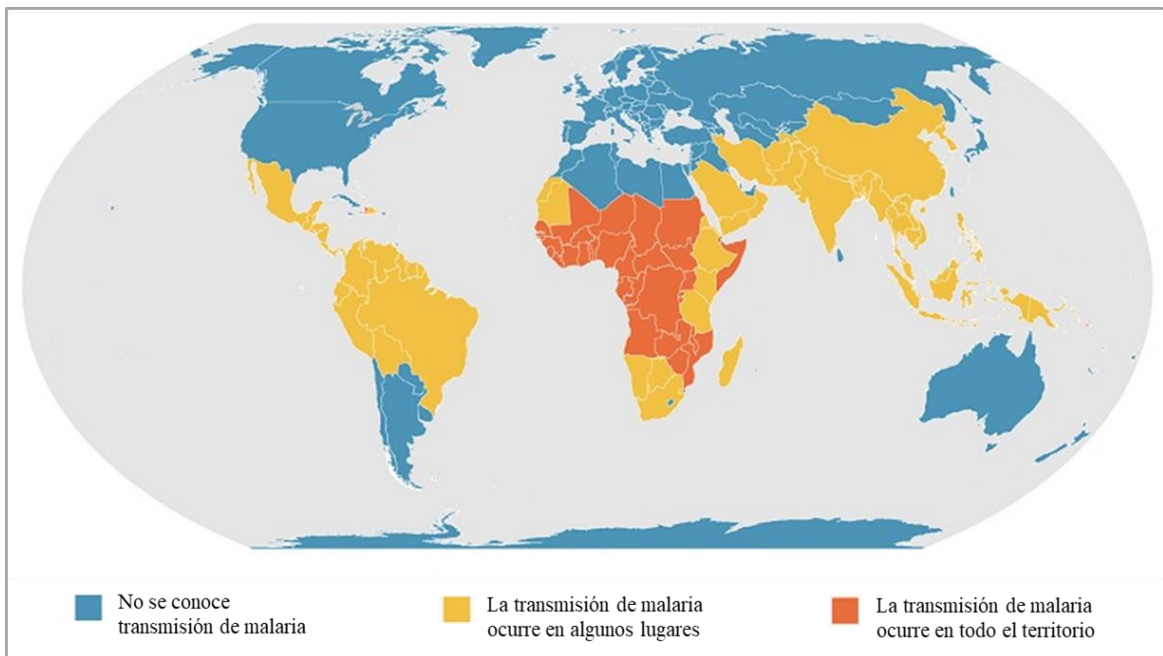 No se conoce
transmisión de malaria
La transmisión de malaria
ocurre en algunos lugares
La transmisión de malaria
ocurre en todo el territorio